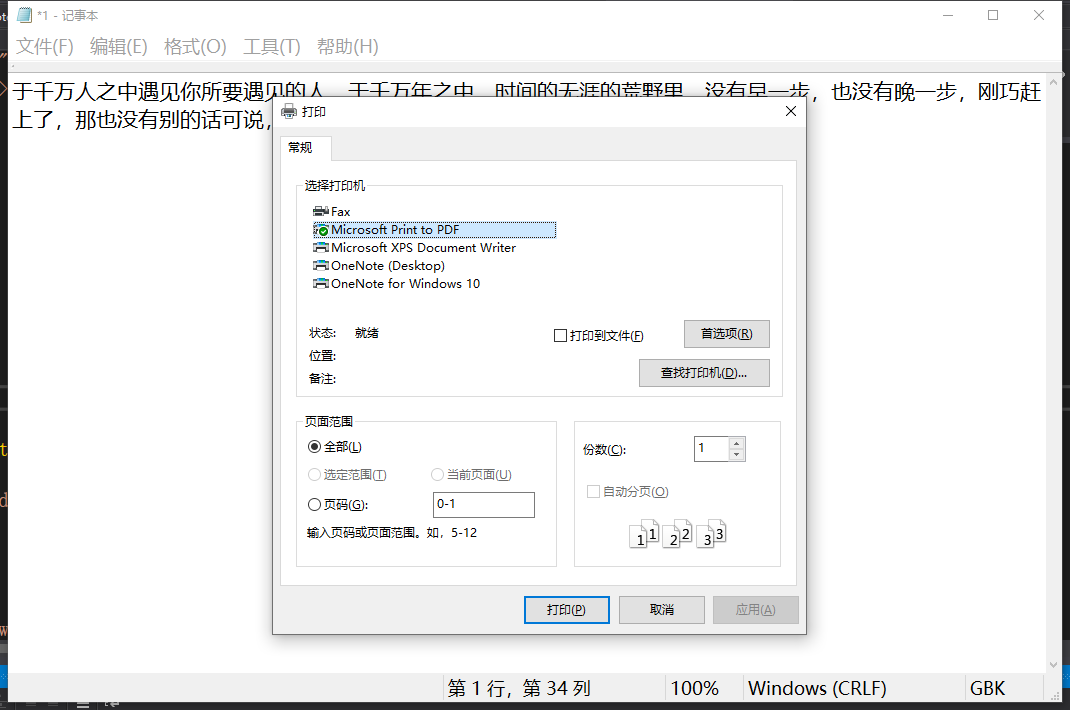 *1 - 记事本
文件(F) 编辑(E) 格式(O) 工具(T) 帮助(H)
于千万人之中遇见你所要遇见的人，于千万年之中，时间的无涯的荒野里，没有早一步，也没有晚一步，刚巧赶
上了，那也没有别的话可说，
打印
常规
选择打印机
Fax
Microsoft Print to PDF
Microsoft XPS Document Writer
OneNote (Desktop)
OneNote for Windows 10
状态: 就绪
打印到文件(F) 首选项(R)
位置:
备注:
查找打印机(D)...
页面范围
全部(L)
选定范围(T) 当前页面(U)
页码(G): 0-1
输入页码或页面范围。如，5-12
份数(C): 1
自动分页(O)
1 1 2 2 3 3
打印(P) 取消 应用(A)
第 1 行，第 34 列 100% Windows (CRLF) GBK